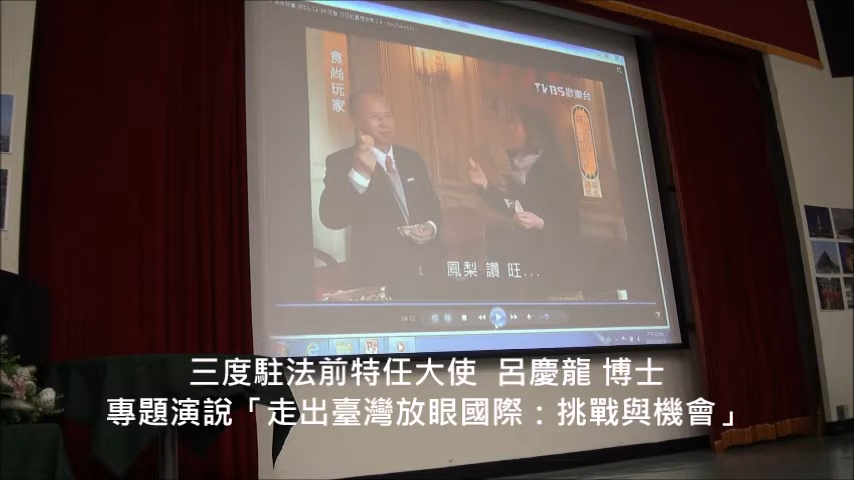 食尚玩家
TVBS歡樂台
鳳梨 讚 旺...
三度駐法前特任大使 呂慶龍 博士
專題演說「走出臺灣放眼國際：挑戰與機會」